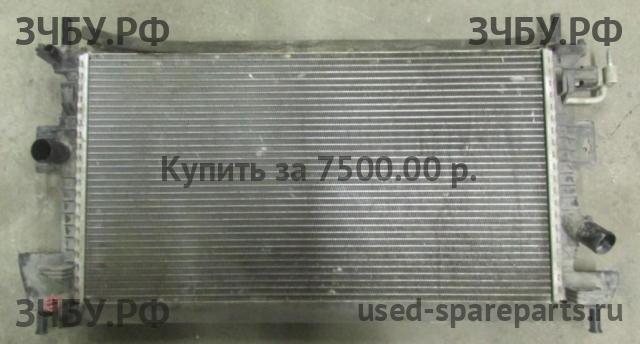 ЗЧБУ.РФ ЗЧБУ.РФ
Купить за 7500.00 р.
ЗЧБУ.РФ used-spareparts.ru